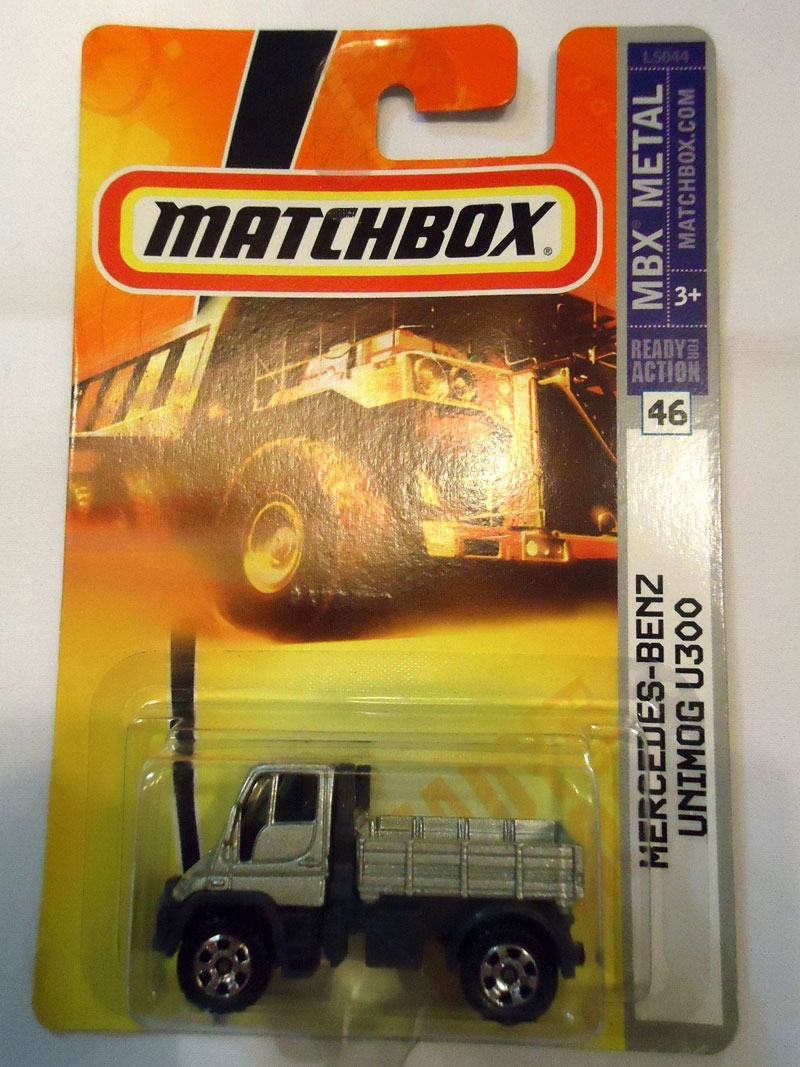 MATCHBOX®
L5044
MBX® METAL
MATCHBOX.COM
3+
READY FOR ACTION
46
MERCEDES-BENZ
UNIMOG U300